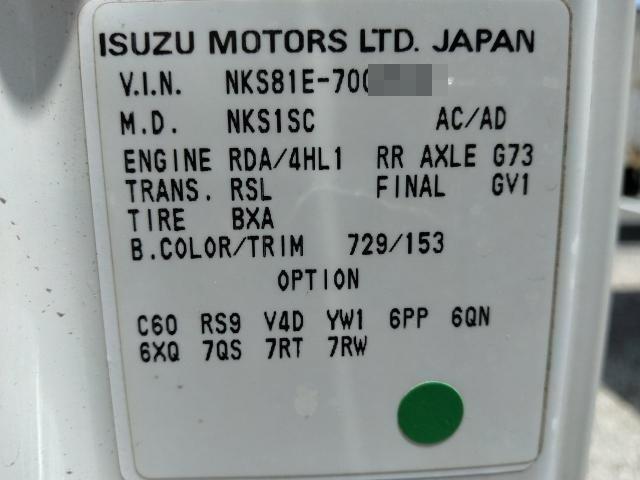 ISUZU MOTORS LTD. JAPAN
V.I.N. NKS81E-700
M.D. NKS1SC AC/AD
ENGINE RDA/4HL1 RR AXLE G73
TRANS. RSL FINAL GV1
TIRE BXA
B.COLOR/TRIM 729/153
OPTION
C60 RS9 V4D YW1 6PP 6QN
6XQ 7QS 7RT 7RW